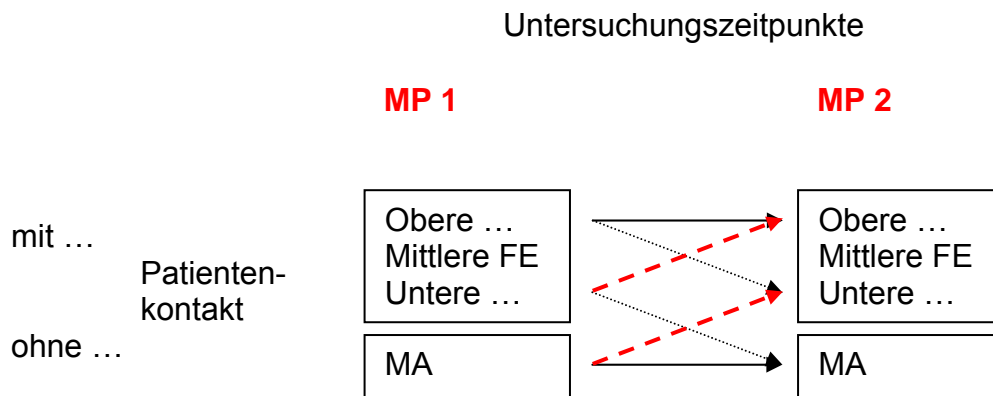 Untersuchungszeitpunkte
MP 1
MP 2
mit …
Patienten-
kontakt
ohne …
Obere …
Mittlere FE
Untere …
MA
Obere …
Mittlere FE
Untere …
MA